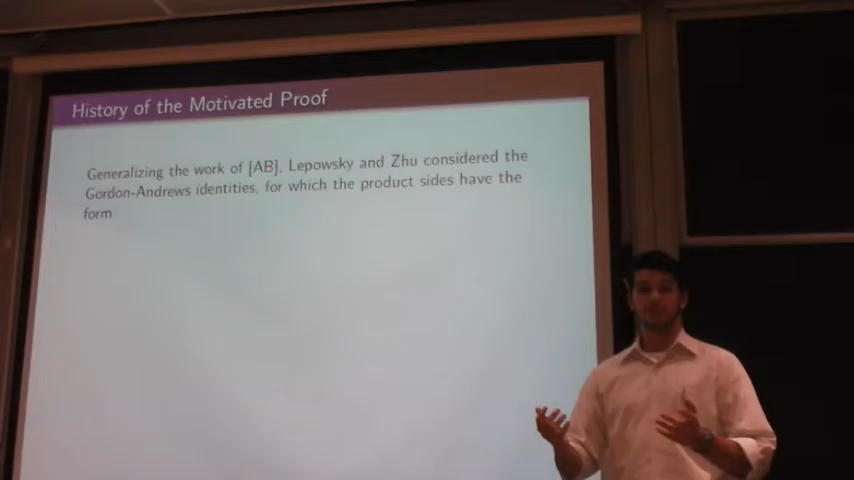 History of the Motivated Proof
Generalizing the work of [AB], Lepowsky and Zhu considered the
Gordon-Andrews identities, for which the product sides have the
form